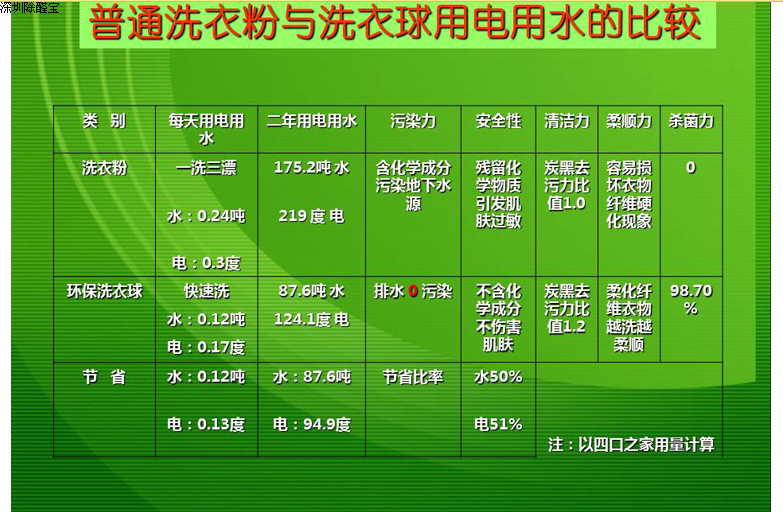 深圳除醛宝
普通洗衣粉与洗衣球用电用水的比较
类 别
每天用电用
水
二年用电用水
污染力
安全性
清洁力
柔顺力
杀菌力
洗衣粉
一洗三漂
水：0.24吨
电：0.3度
175.2吨 水
219 度 电
含化学成分
污染地下水
源
残留化
学物质
引发肌
肤过敏
炭黑去
污力比
值1.0
容易损
坏衣物
纤维硬
化现象
0
环保洗衣球
快速洗
水：0.12吨
电：0.17度
87.6吨 水
124.1度 电
排水 0 污染
不含化
学成分
不伤害
肌肤
炭黑去
污力比
值1.2
柔化纤
维衣物
越洗越
柔顺
98.70
%
节 省
水：0.12吨
电：0.13度
水：87.6吨
电：94.9度
节省比率
水50%
电51%
注：以四口之家用量计算